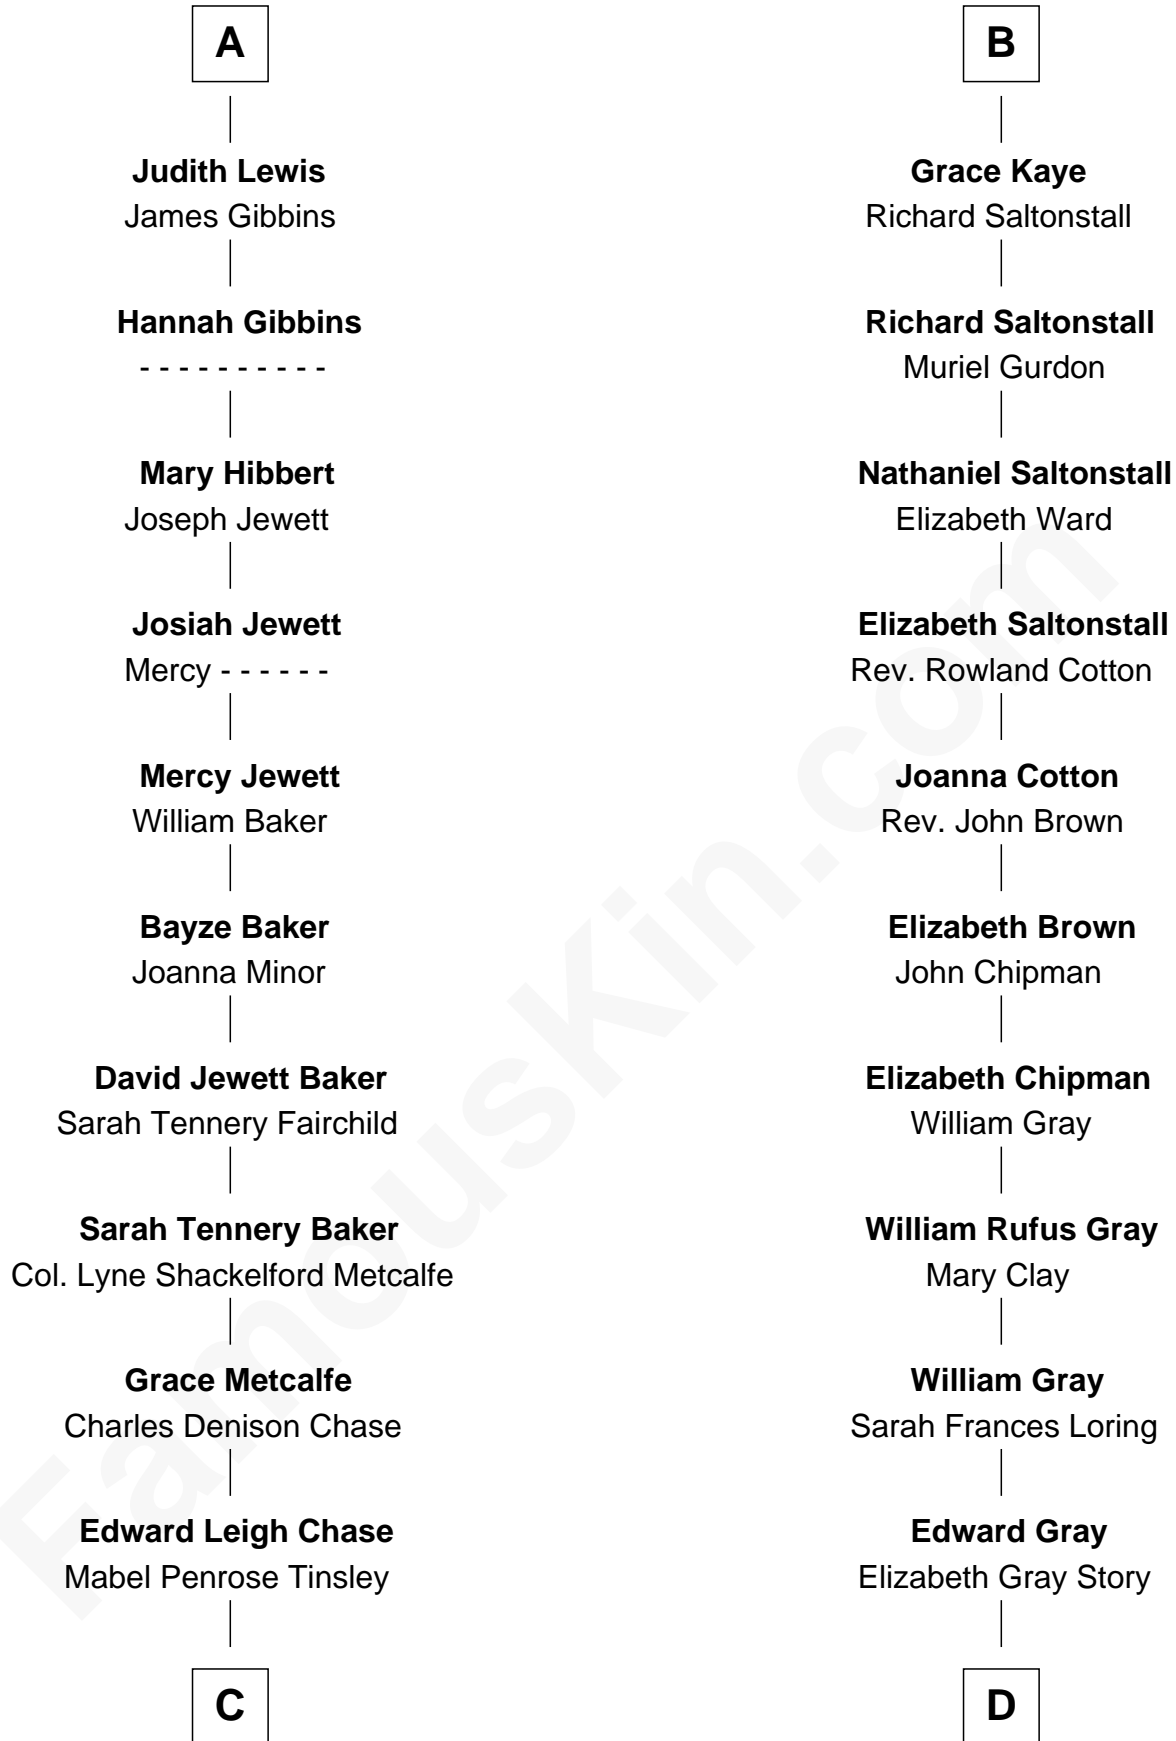 A
Judith Lewis
James Gibbins
Hannah Gibbins
- - - - - - - - - -
Mary Hibbert
Joseph Jewett
Josiah Jewett
Mercy - - - - - -
Mercy Jewett
William Baker
Bayze Baker
Joanna Minor
David Jewett Baker
Sarah Tennery Fairchild
Sarah Tennery Baker
Col. Lyne Shackelford Metcalfe
Grace Metcalfe
Charles Denison Chase
Edward Leigh Chase
Mabel Penrose Tinsley
C
B
Grace Kaye
Richard Saltonstall
Richard Saltonstall
Muriel Gurdon
Nathaniel Saltonstall
Elizabeth Ward
Elizabeth Saltonstall
Rev. Rowland Cotton
Joanna Cotton
Rev. John Brown
Elizabeth Brown
John Chipman
Elizabeth Chipman
William Gray
William Rufus Gray
Mary Clay
William Gray
Sarah Frances Loring
Edward Gray
Elizabeth Gray Story
D
FamousKin.com